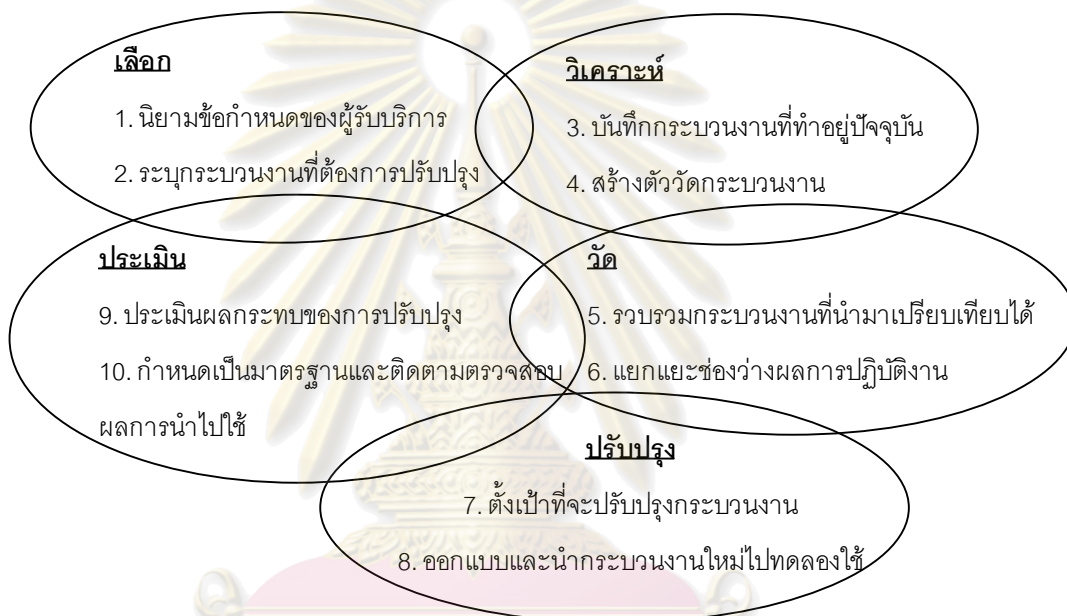 เลือก
1. นิยามข้อกำหนดของผู้รับบริการ
2. ระบุกระบวนงานที่ต้องการปรับปรุง
วิเคราะห์
3. บันทึกกระบวนงานที่ทำอยู่ปัจจุบัน
4. สร้างตัววัดกระบวนงาน
ประเมิน
9. ประเมินผลกระทบของการปรับปรุง
10. กำหนดเป็นมาตรฐานและติดตามตรวจสอบ
ผลการนำไปใช้
วัด
5. รวบรวมกระบวนงานที่นำมาเปรียบเทียบได้
6. แยกแยะช่องว่างผลการปฏิบัติงาน
ปรับปรุง
7. ตั้งเป้าที่จะปรับปรุงกระบวนงาน
8. ออกแบบและนำกระบวนงานใหม่ไปทดลองใช้